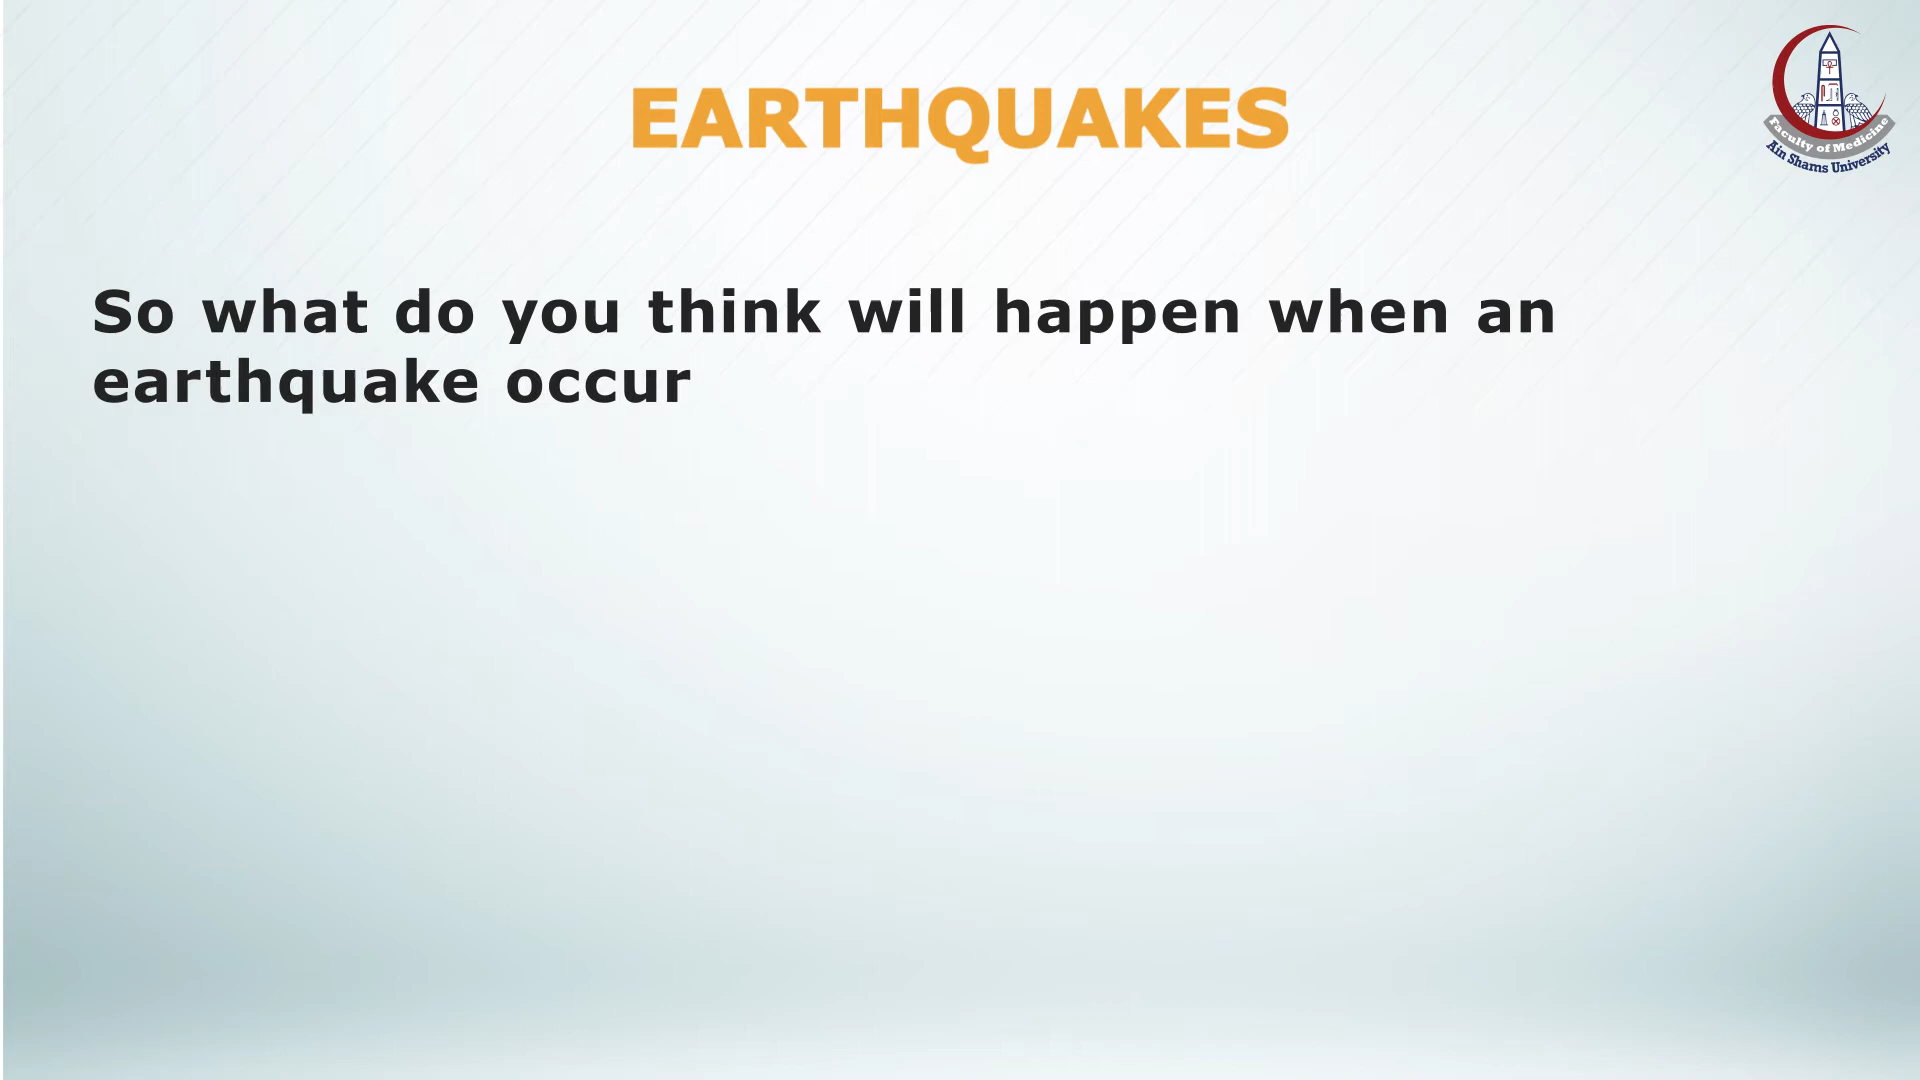 EARTHQUAKES
Faculty of Medicine
Ain Shams University
So what do you think will happen when an
earthquake occur